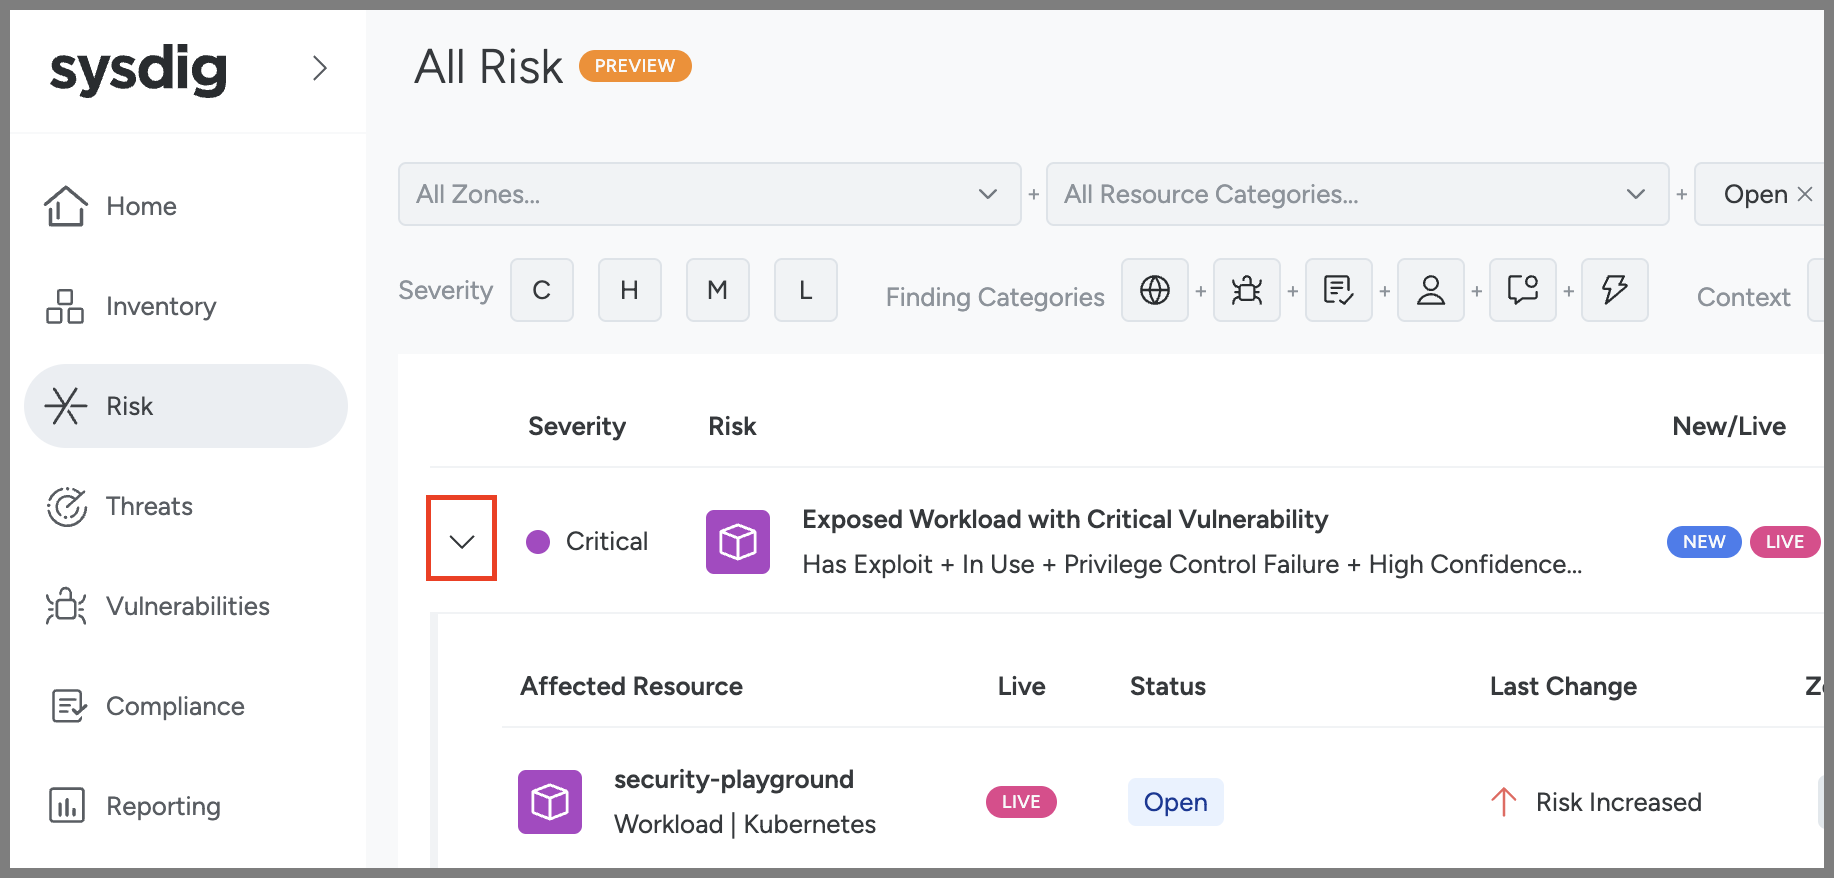 sysdig
Home
Inventory
Risk
Threats
Vulnerabilities
Compliance
Reporting
All Risk PREVIEW
All Zones... + All Resource Categories... + Open
Severity C H M L Finding Categories + + + + + Context
Severity Risk New/Live
Critical
Exposed Workload with Critical Vulnerability
Has Exploit + In Use + Privilege Control Failure + High Confidence...
NEW LIVE
Affected Resource Live Status Last Change
security-playground
Workload | Kubernetes
LIVE Open Risk Increased